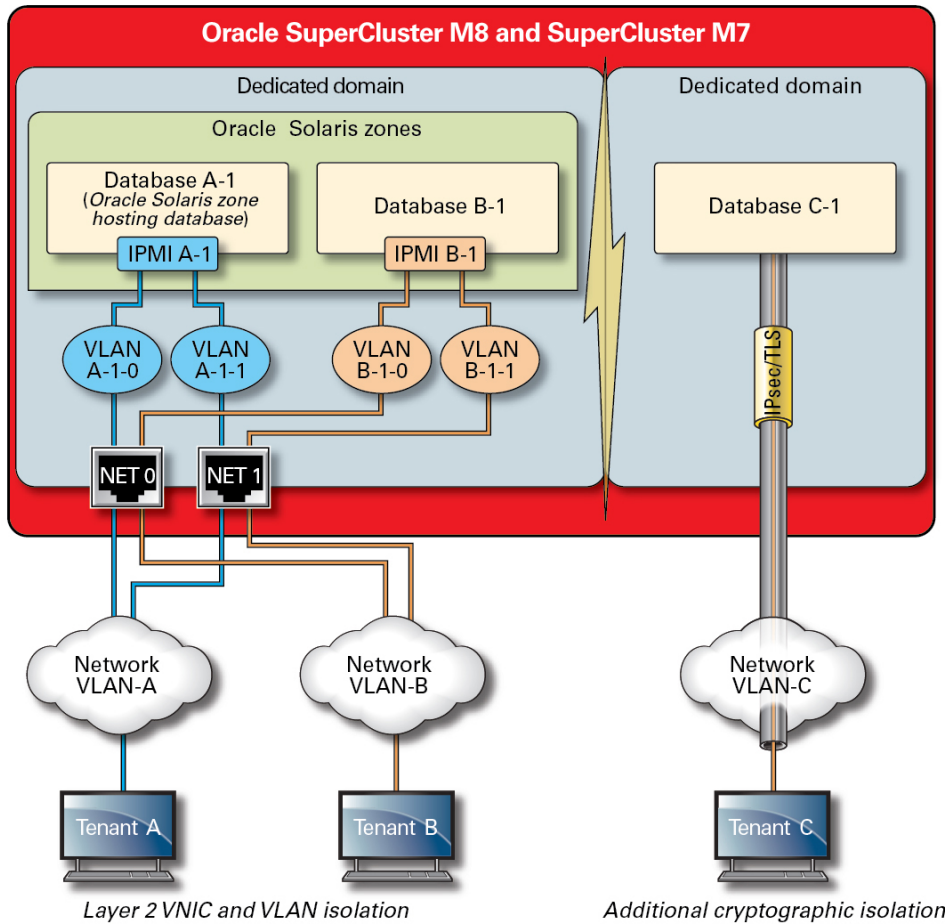 Oracle SuperCluster M8 and SuperCluster M7
Dedicated domain
Dedicated domain
Oracle Solaris zones
Database A-1
(Oracle Solaris zone
hosting database)
Database B-1
Database C-1
IPMI A-1
IPMI B-1
VLAN
A-1-0
VLAN
A-1-1
VLAN
B-1-0
VLAN
B-1-1
IPsec/TLS
NET 0
NET 1
Network
VLAN-A
Network
VLAN-B
Network
VLAN-C
Tenant A
Tenant B
Tenant C
Layer 2 VNIC and VLAN isolation
Additional cryptographic isolation